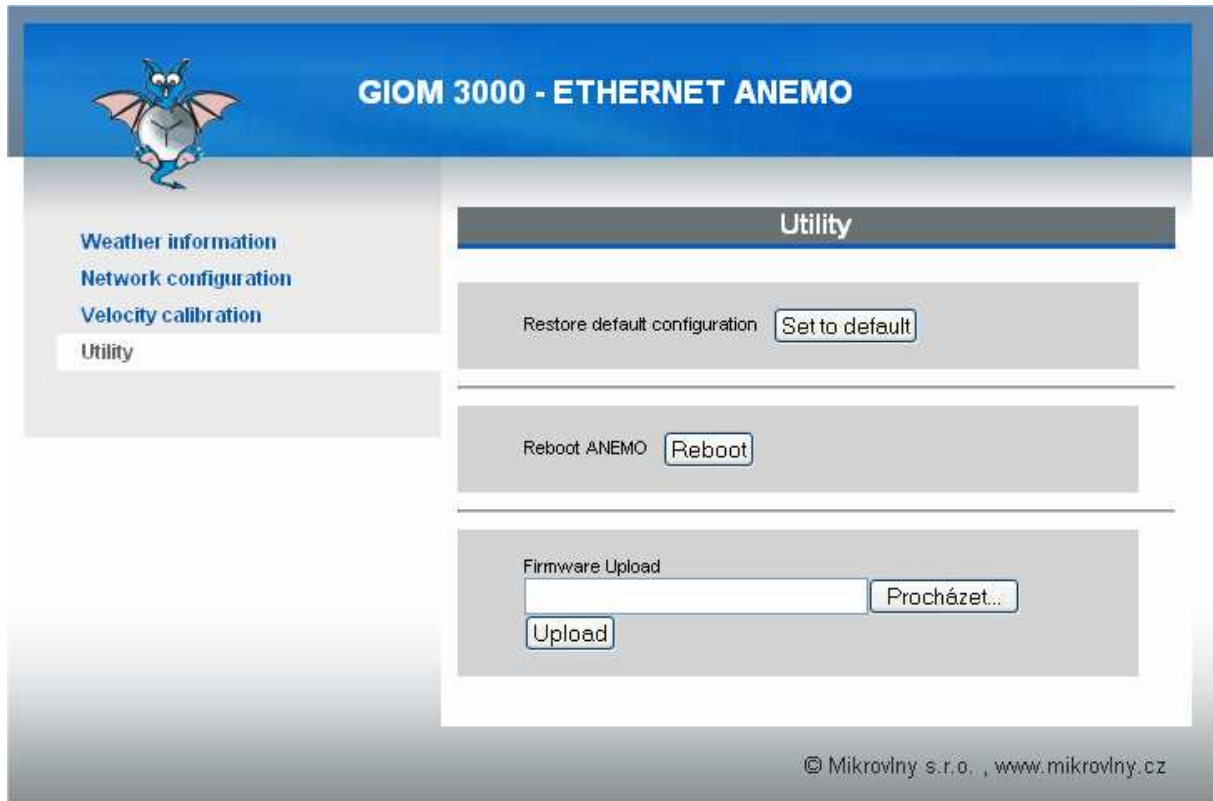 GIOM 3000 - ETHERNET ANEMO
Weather information
Network configuration
Velocity calibration
Utility
Utility
Restore default configuration Set to default
Reboot ANEMO Reboot
Firmware Upload
Procházet...
Upload
© Mikrovlny s.r.o. , www.mikrovlny.cz